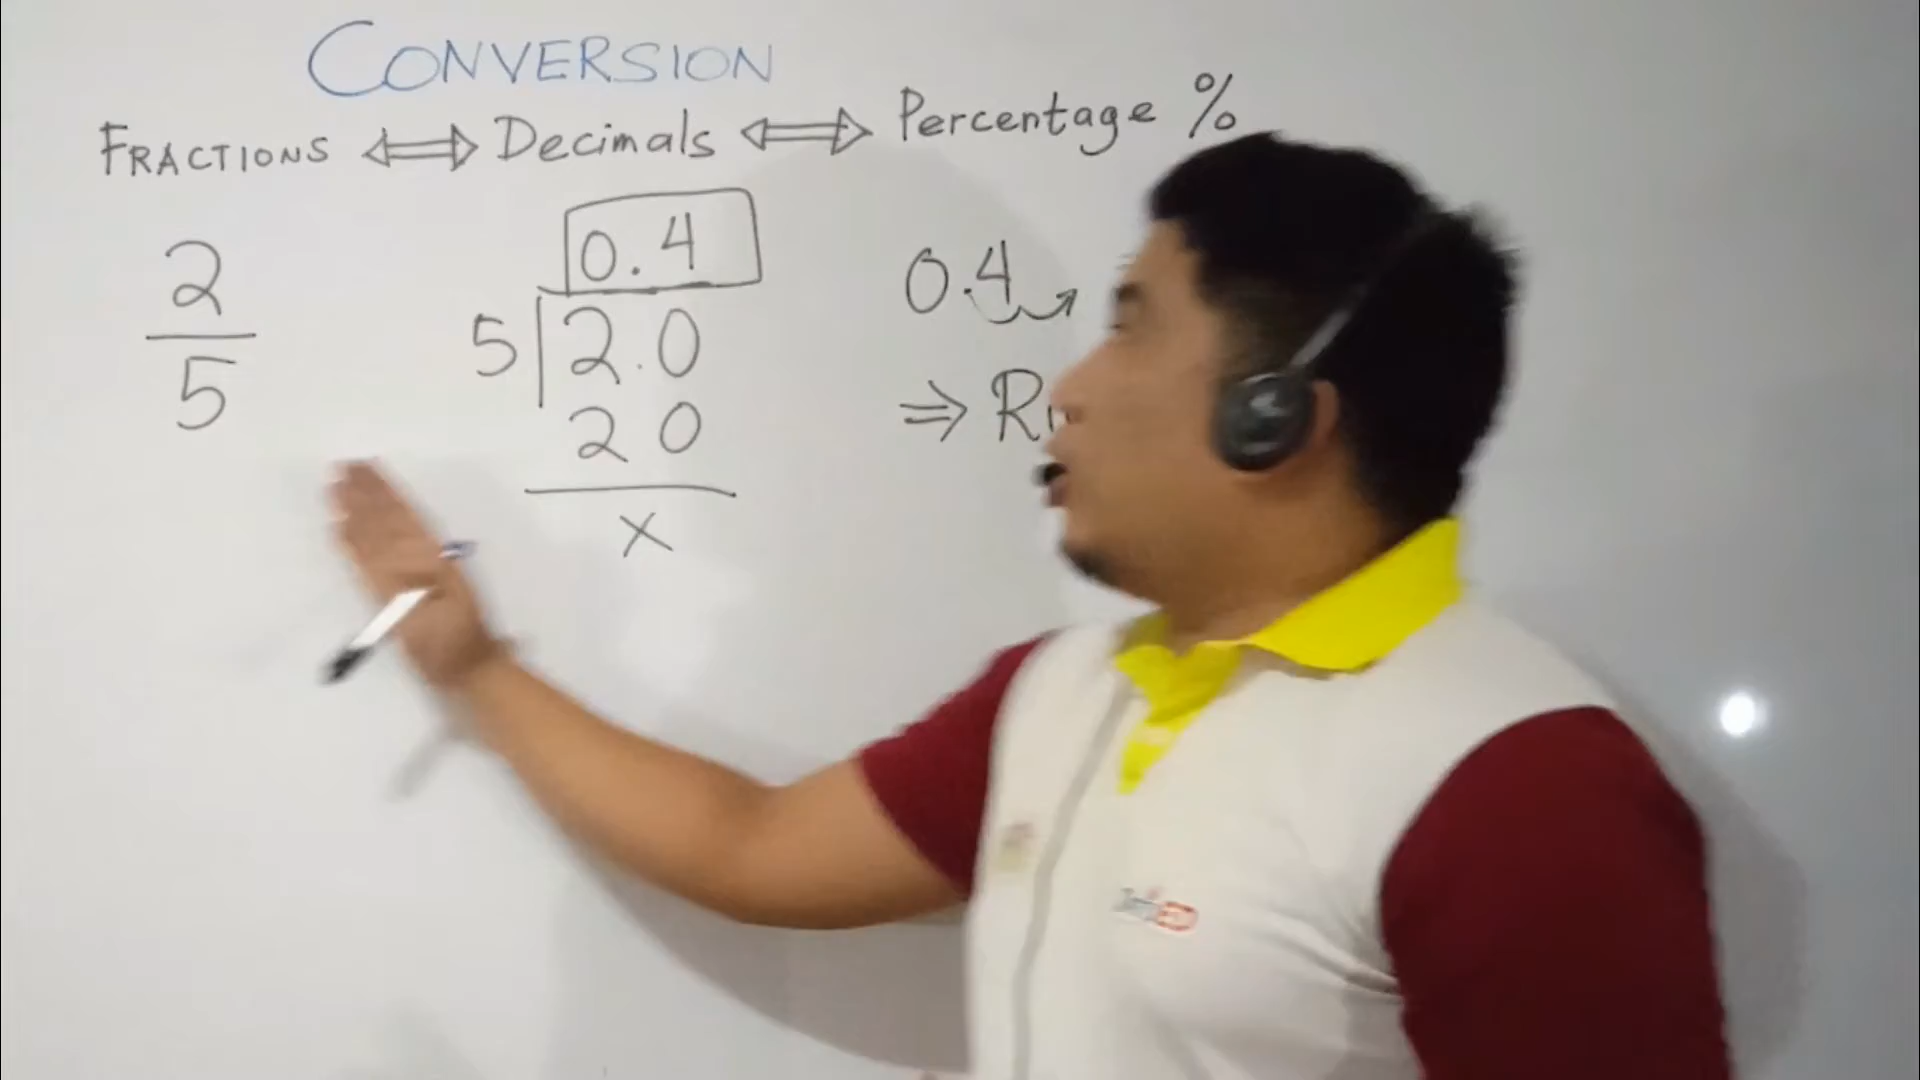 CONVERSION
FRACTIONS ⇔ Decimals ⇔ Percentage %
2
5
0.4
5 2.0
20
x
0.4
⇒